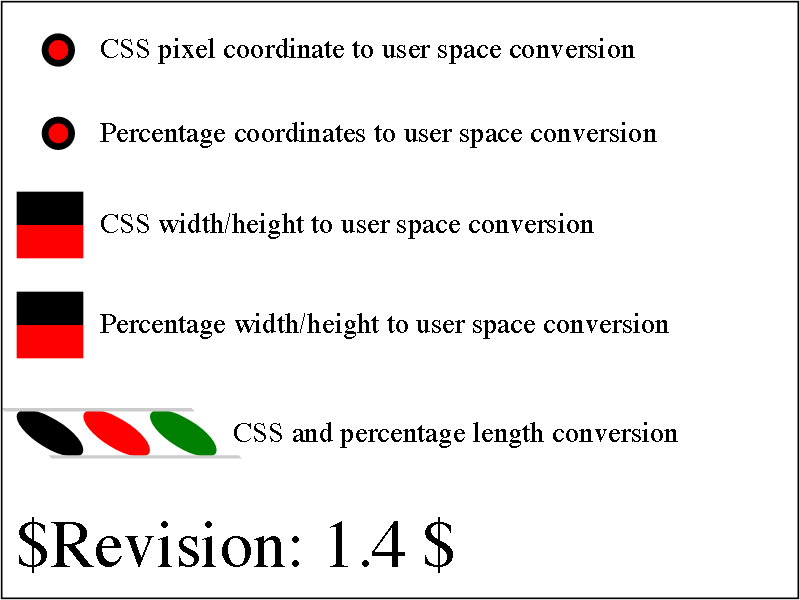 CSS pixel coordinate to user space conversion
Percentage coordinates to user space conversion
CSS width/height to user space conversion
Percentage width/height to user space conversion
CSS and percentage length conversion
$Revision: 1.4 $